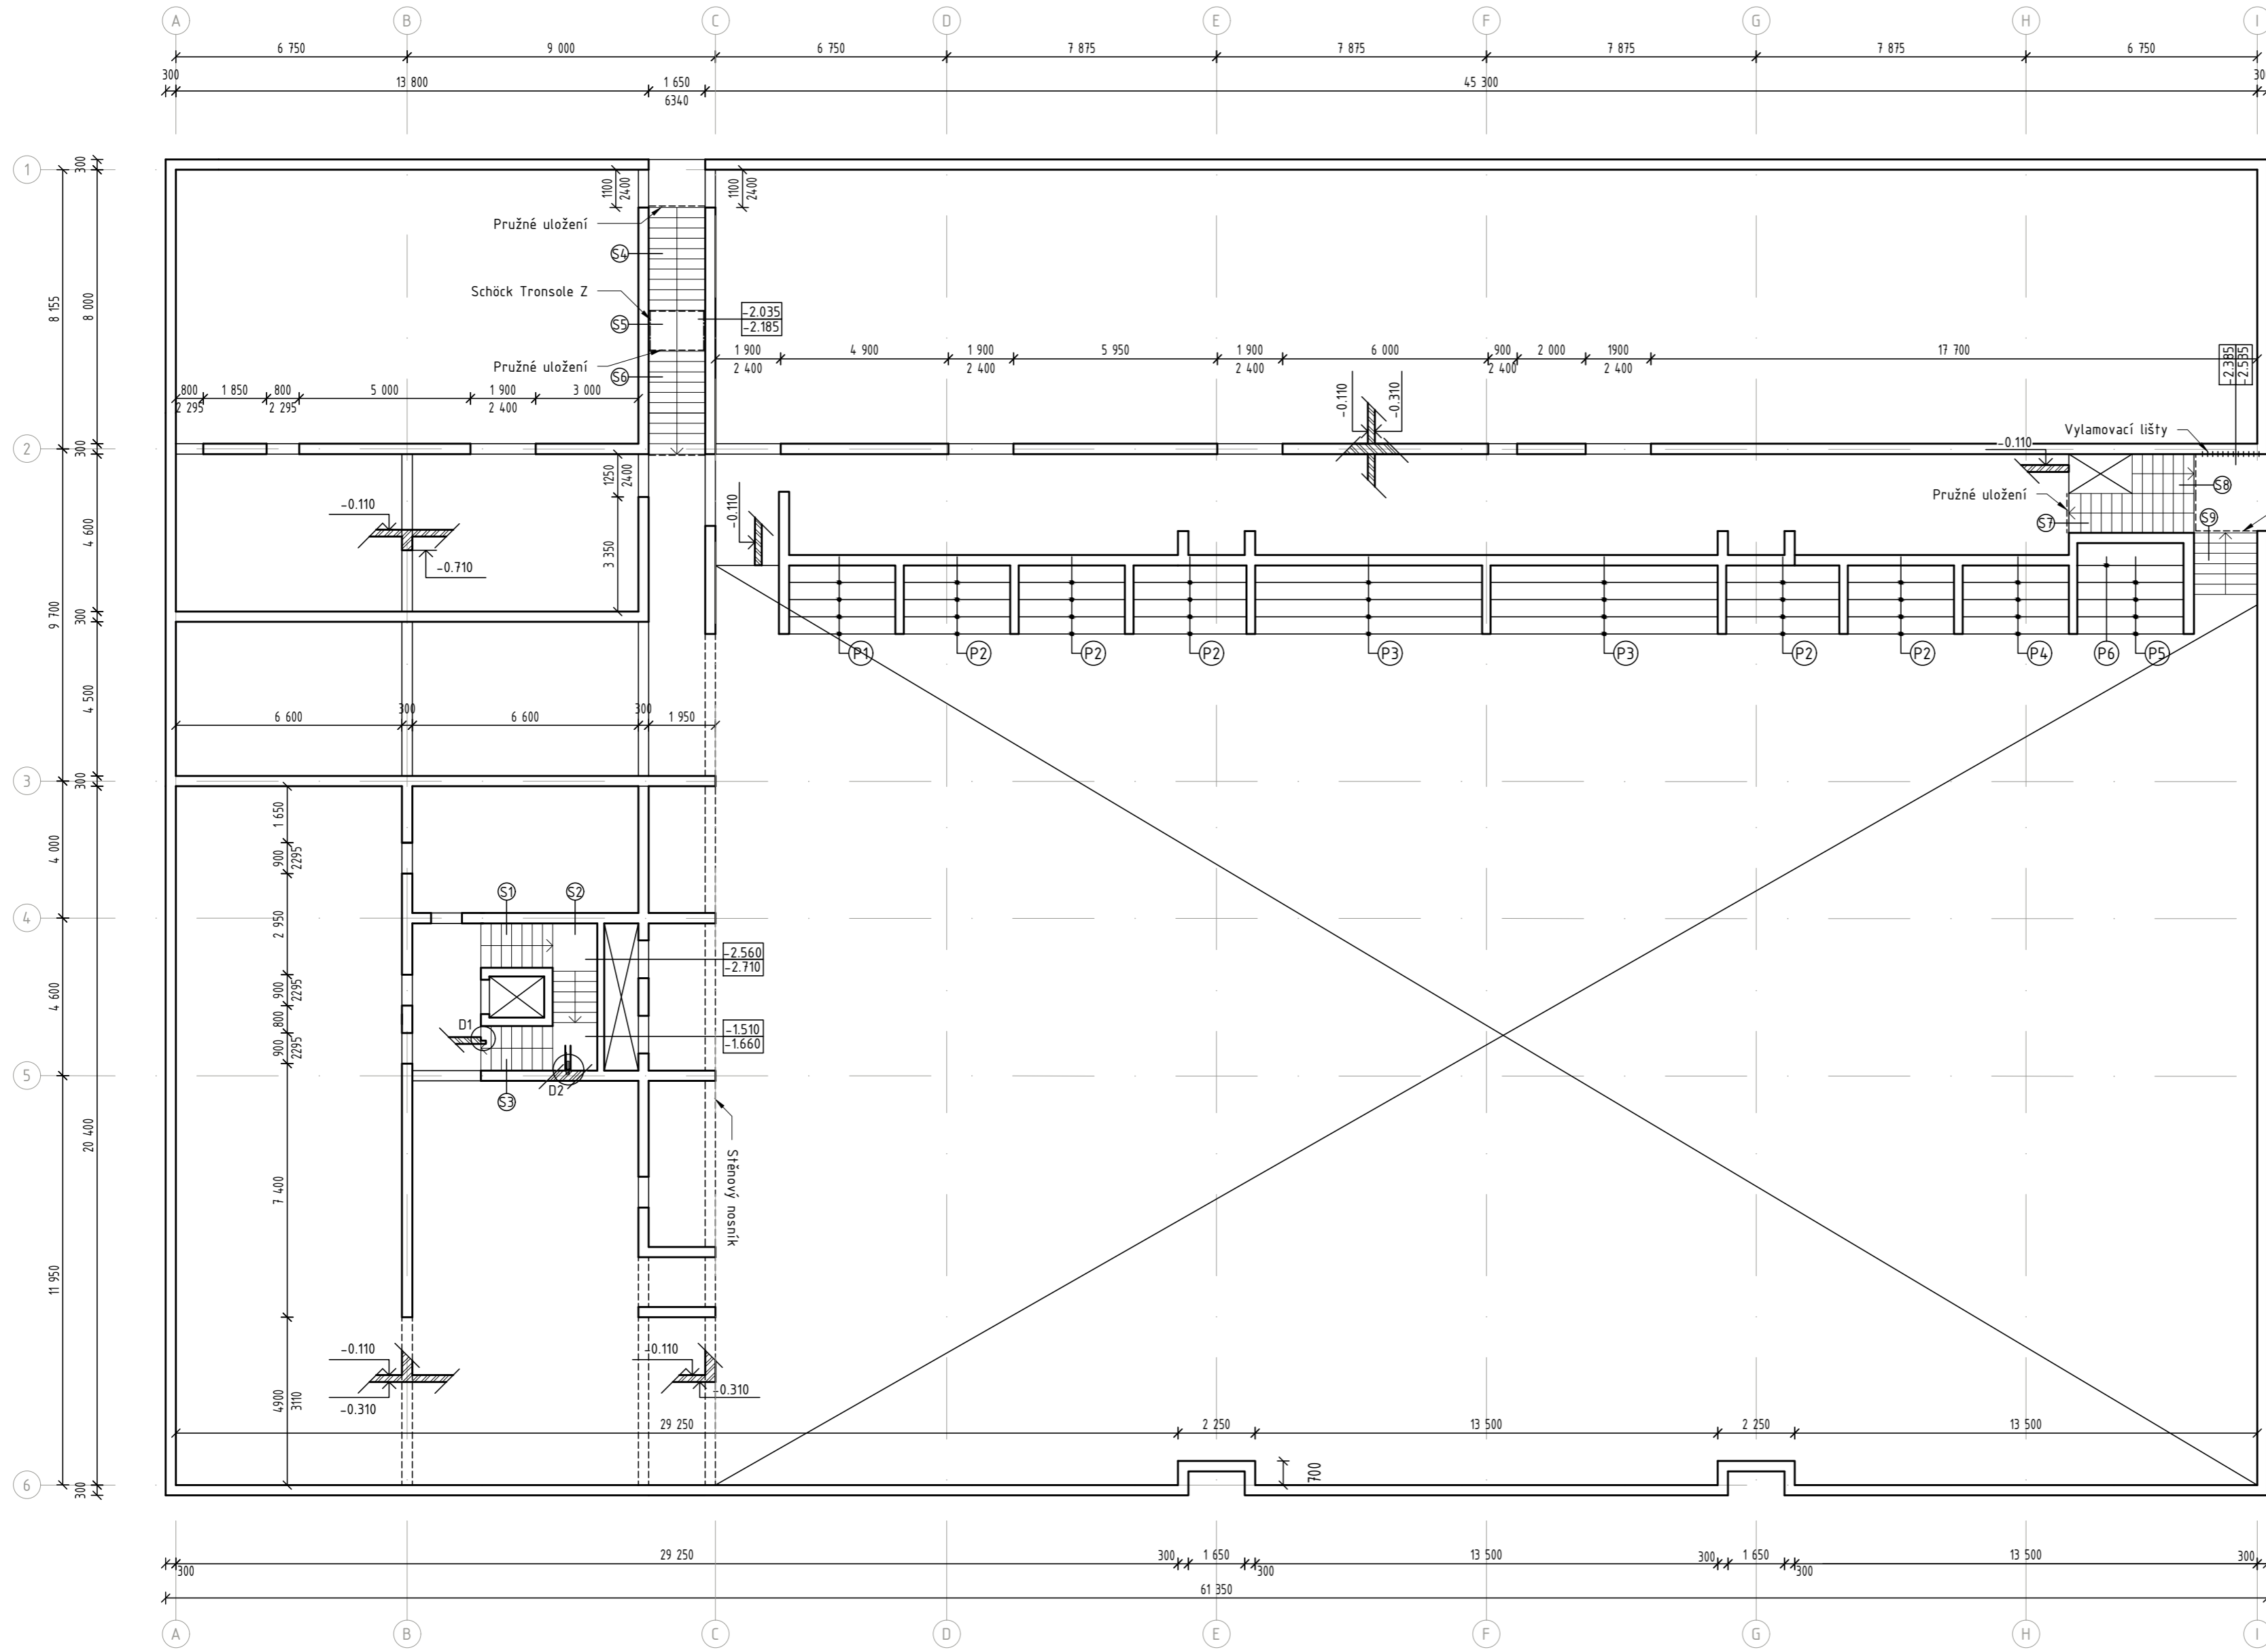 A B C D E F G H I
6 750 9 000 6 750 7 875 7 875 7 875 7 875 6 750
300 13 800 1 650 45 300
6340
1
300
1100
2400
1100
2400
Pružné uložení
S4
8 155
8 000
Schöck Tronsole Z
S5
-2.035
-2.185
Pružné uložení
S6
1 900 4 900 1 900 5 950 1 900 6 000 900 2 000 1900 17 700
2 400 2 400 2 400 2 400 2 400
-2.385
-2.535
800 1 850 800 5 000 1 900 3 000
2 295 2 295 2 400
-0.110
-0.310
Vylamovací lišty
-0.110
2
300
1250
2400
S8
Pružné uložení
S7
S9
-0.110
-0.110
-0.710
4 600
3 350
9 700
300
P1 P2 P2 P2 P3 P3 P2 P2 P4 P6 P5
4 500
6 600 300 6 600 300 1 950
3
300
1 650
4 000
900
2295
S1 S2
4
2 950
-2.560
-2.710
4 600
900
2295
800
D1
-1.510
-1.660
900
2295
5
D2
S3
20 400
Stěnový nosník
7 400
11 950
-0.110
-0.310
-0.110
-0.310
4900
3110
29 250 2 250 13 500 2 250 13 500
700
6
300
300 29 250 300 1 650 300 13 500 300 1 650 300 13 500 300
61 350
A B C D E F G H I